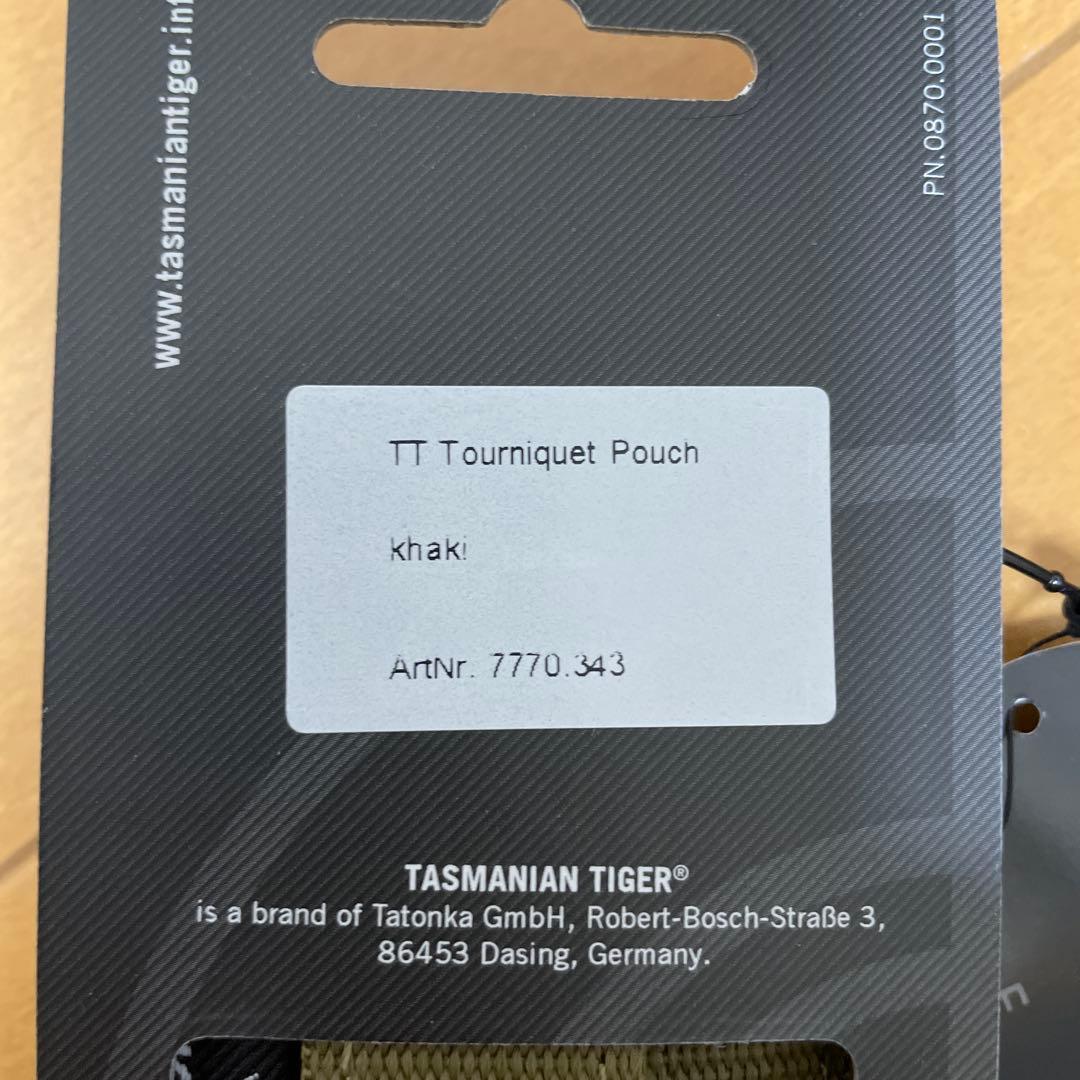 www.tasmaniantiger.inf
PN.0870.0001
TT Tourniquet Pouch
khaki
ArtNr. 7770.343
TASMANIAN TIGER®
is a brand of Tatonka GmbH, Robert-Bosch-Straße 3,
86453 Dasing, Germany.